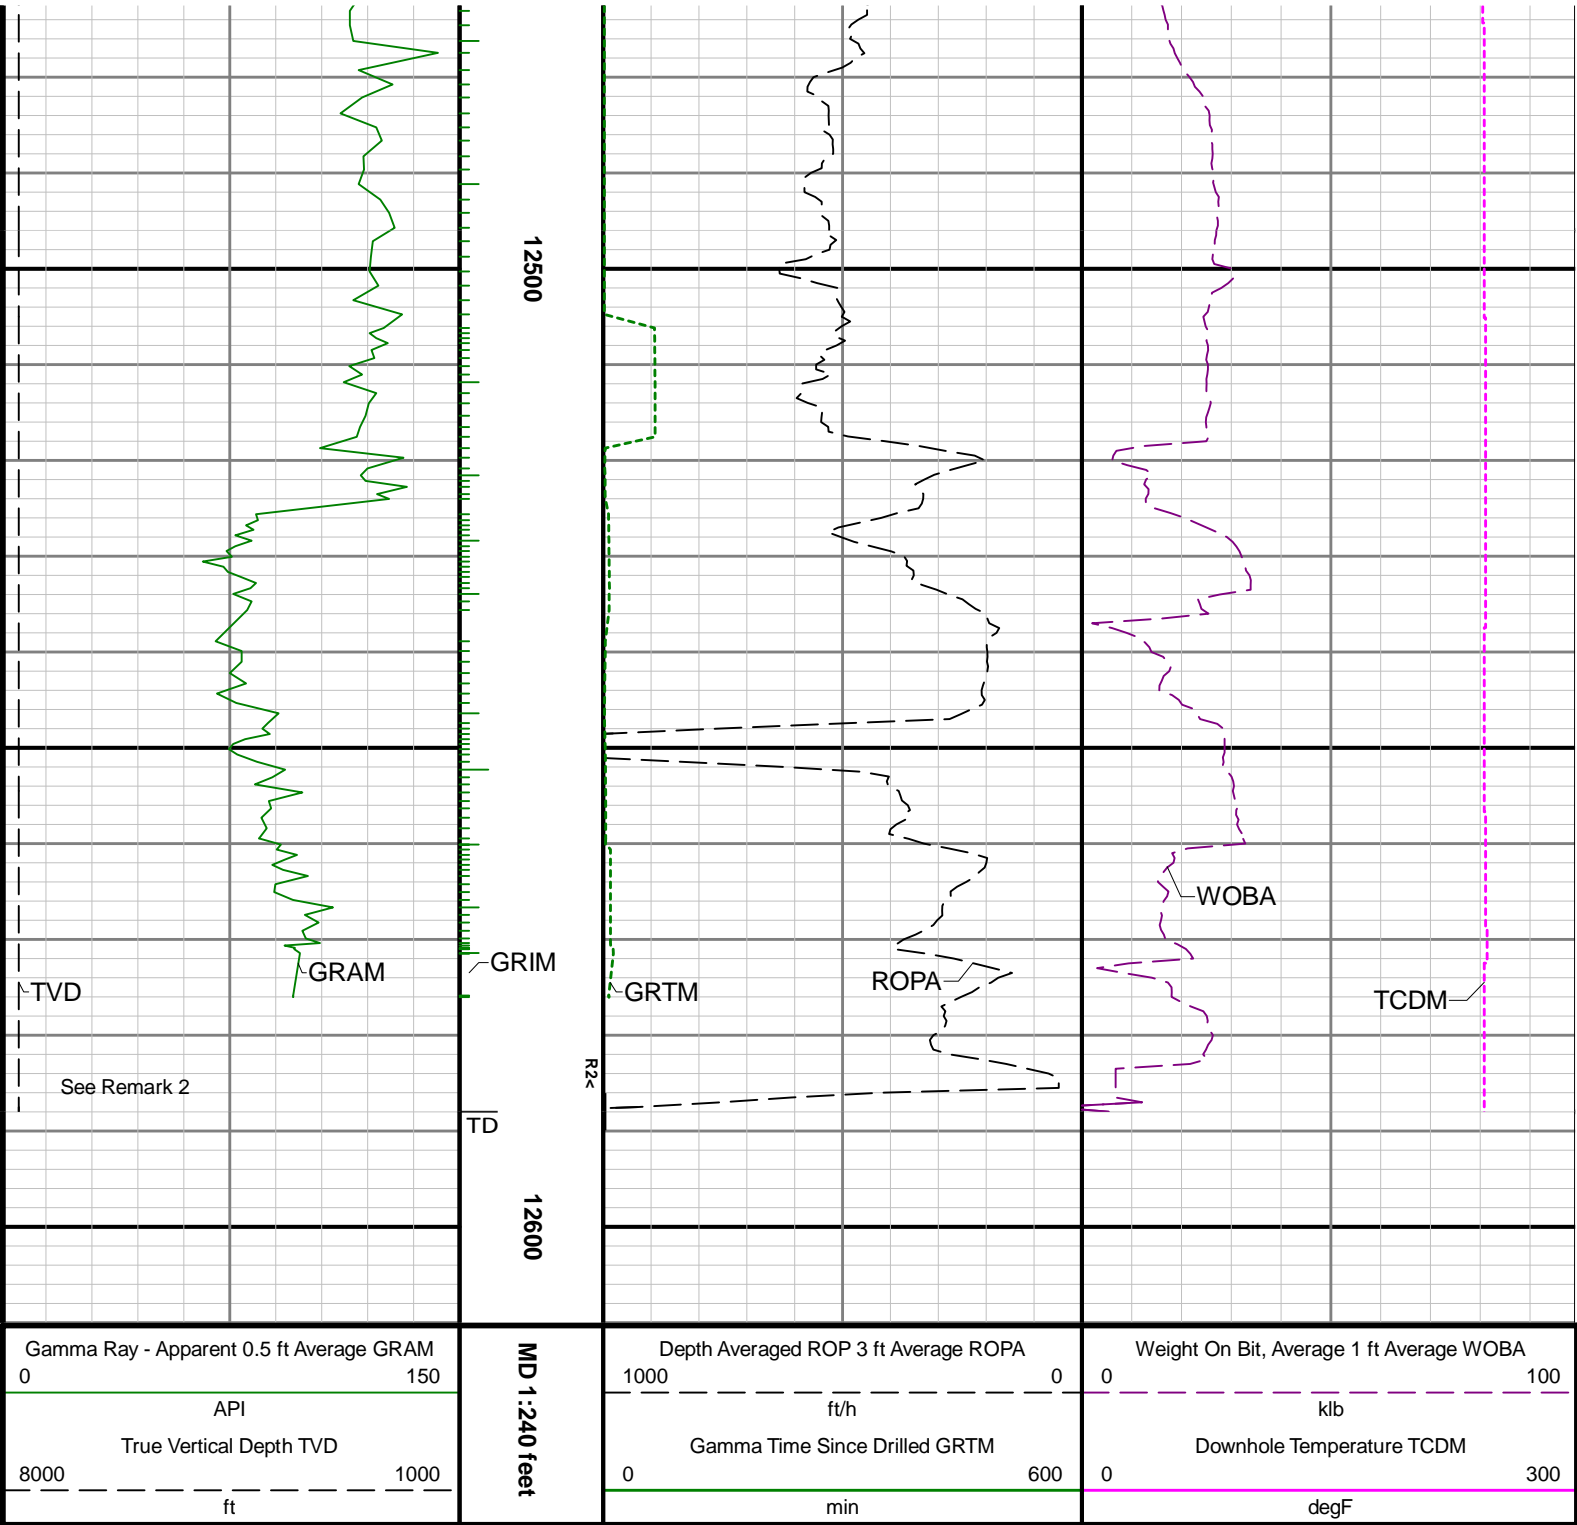 12500
WOBA
GRIM
GRAM
ROPA
TVD
GRTM
TCDM
R2<
See Remark 2
TD
12600
Gamma Ray - Apparent 0.5 ft Average GRAM
0 150
API
True Vertical Depth TVD
8000 1000
ft
MD 1:240 feet
Depth Averaged ROP 3 ft Average ROPA
1000 0
ft/h
Gamma Time Since Drilled GRTM
0 600
min
Weight On Bit, Average 1 ft Average WOBA
0 100
klb
Downhole Temperature TCDM
0 300
degF